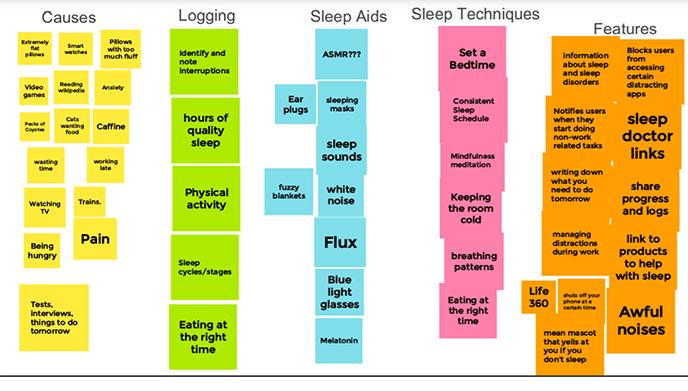 Causes
Extremely
flat
pillows
Smart
watches
Pillows with
too much fluff
Video
games
Reading
wikipedia
Anxiety
Packs of
Coyotes
Cats
wanting
food
Caffine
wasting
time
working
late
Watching
TV
Trains.
Being
hungry
Pain
Tests,
interviews,
things to do
tomorrow
Logging
Identify and
note
interruptions
hours of
quality
sleep
Physical
activity
Sleep
cycles/stages
Eating at the
right time
Sleep Aids
ASMR???
Ear
plugs
sleeping
masks
sleep
sounds
fuzzy
blankets
white
noise
Flux
Blue
light
glasses
Melatonin
Sleep Techniques
Set a
Bedtime
Consistent
Sleep
Schedule
Mindfulness
meditation
Keeping
the room
cold
breathing
patterns
Eating at the
right time
Features
information
about sleep
and sleep
disorders
Blocks users
from
accessing
certain
distracting
apps
Notifies users
when they
start doing
non-work
related tasks
sleep
doctor
links
writing down
what you
need to do
tomorrow
share
progress
and logs
managing
distractions
during work
link to
products
to help
with sleep
Life
360
shuts off your
phone at a
certain time
Awful
noises
mean mascot
that yells at
you if you
don't sleep